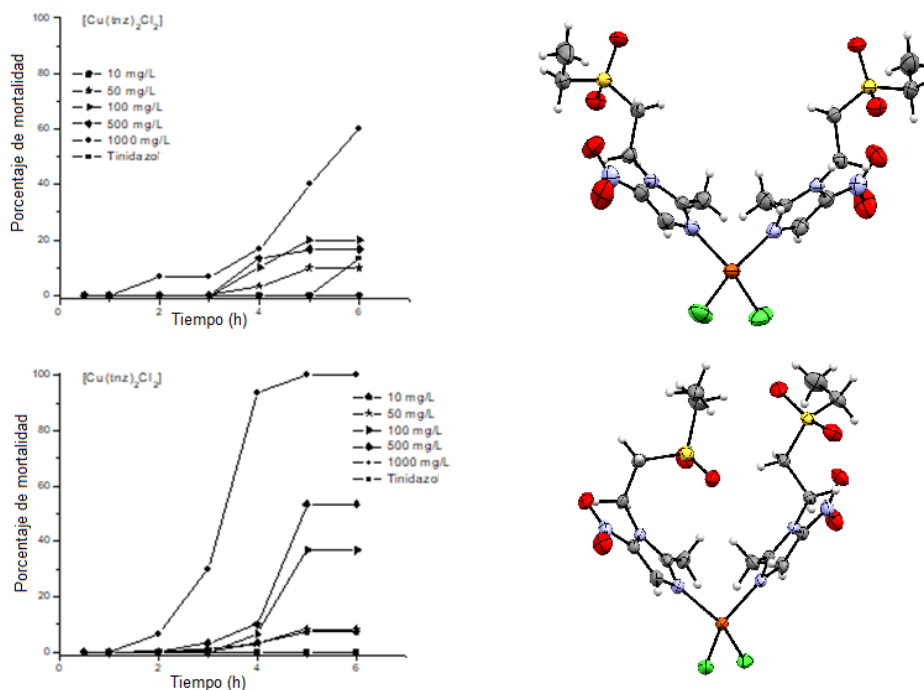 [Cu(tnz)₂Cl₂]
10 mg/L
50 mg/L
100 mg/L
500 mg/L
1000 mg/L
Tinidazol
100
80
60
40
20
0
0
2
4
6
Porcentaje de mortalidad
Tiempo (h)
[Cu(tnz)₂Cl₂]
10 mg/L
50 mg/L
100 mg/L
500 mg/L
1000 mg/L
Tinidazol
100
80
60
40
20
0
0
2
4
6
Porcentaje de mortalidad
Tiempo (h)